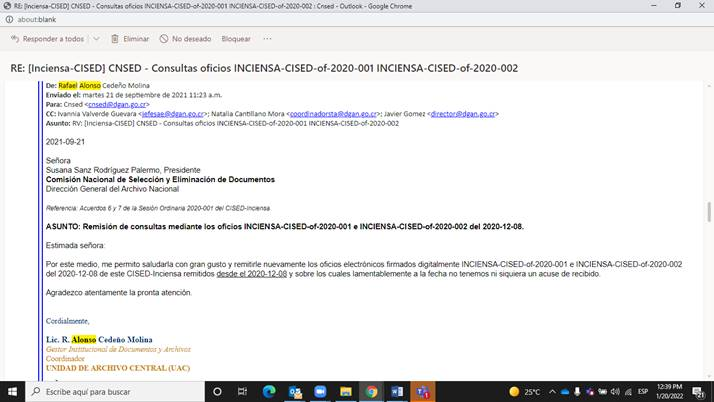 RE: [Inciensa-CISED] CNSED - Consultas oficios INCIENSA-CISED-of-2020-001 INCIENSA-CISED-of-2020-002 : Cnsed - Outlook - Google Chrome
about:blank
Responder a todos Eliminar No deseado Bloquear ...
RE: [Inciensa-CISED] CNSED - Consultas oficios INCIENSA-CISED-of-2020-001 INCIENSA-CISED-of-2020-002
De: Rafael Alonso Cedeño Molina
Enviado el: martes 21 de septiembre de 2021 11:23 a.m.
Para: Cnsed <cnsed@dgan.go.cr>
CC: Ivannia Valverde Guevara <jefesae@dgan.go.cr>; Natalia Cantillano Mora <coordinadorsta@dgan.go.cr>; Javier Gomez <director@dgan.go.cr>
Asunto: RV: [Inciensa-CISED] CNSED - Consultas oficios INCIENSA-CISED-of-2020-001 INCIENSA-CISED-of-2020-002
2021-09-21
Señora
Susana Sanz Rodríguez Palermo, Presidente
Comisión Nacional de Selección y Eliminación de Documentos
Dirección General del Archivo Nacional
Referencia: Acuerdos 6 y 7 de la Sesión Ordinaria 2020-001 del CISED-Inciensa.
ASUNTO: Remisión de consultas mediante los oficios INCIENSA-CISED-of-2020-001 e INCIENSA-CISED-of-2020-002 del 2020-12-08.
Estimada señora:
Por este medio, me permito saludarla con gran gusto y remitirle nuevamente los oficios electrónicos firmados digitalmente INCIENSA-CISED-of-2020-001 e INCIENSA-CISED-of-2020-002
del 2020-12-08 de este CISED-Inciensa remitidos desde el 2020-12-08 y sobre los cuales lamentablemente a la fecha no tenemos ni siquiera un acuse de recibido.
Agradezco atentamente la pronta atención.
Cordialmente,
Lic. R. Alonso Cedeño Molina
Gestor Institucional de Documentos y Archivos
Coordinador
UNIDAD DE ARCHIVO CENTRAL (UAC)
Escribe aquí para buscar
25°C
ESP
12:39 PM
1/20/2022
21